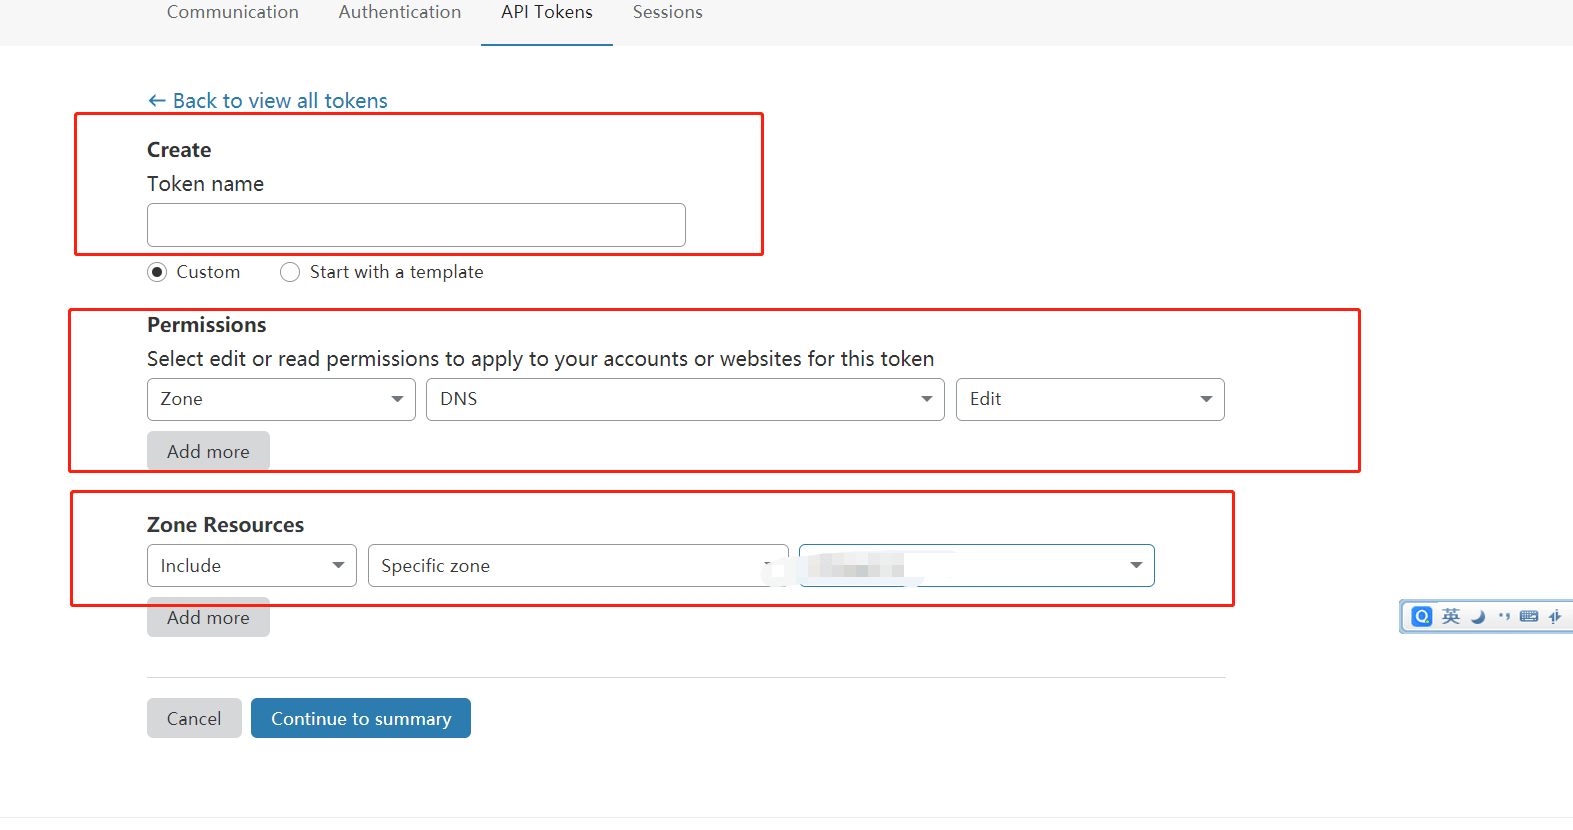 Communication Authentication API Tokens Sessions
← Back to view all tokens
Create
Token name
Custom Start with a template
Permissions
Select edit or read permissions to apply to your accounts or websites for this token
Zone DNS Edit
Add more
Zone Resources
Include Specific zone
Add more
英
Cancel Continue to summary